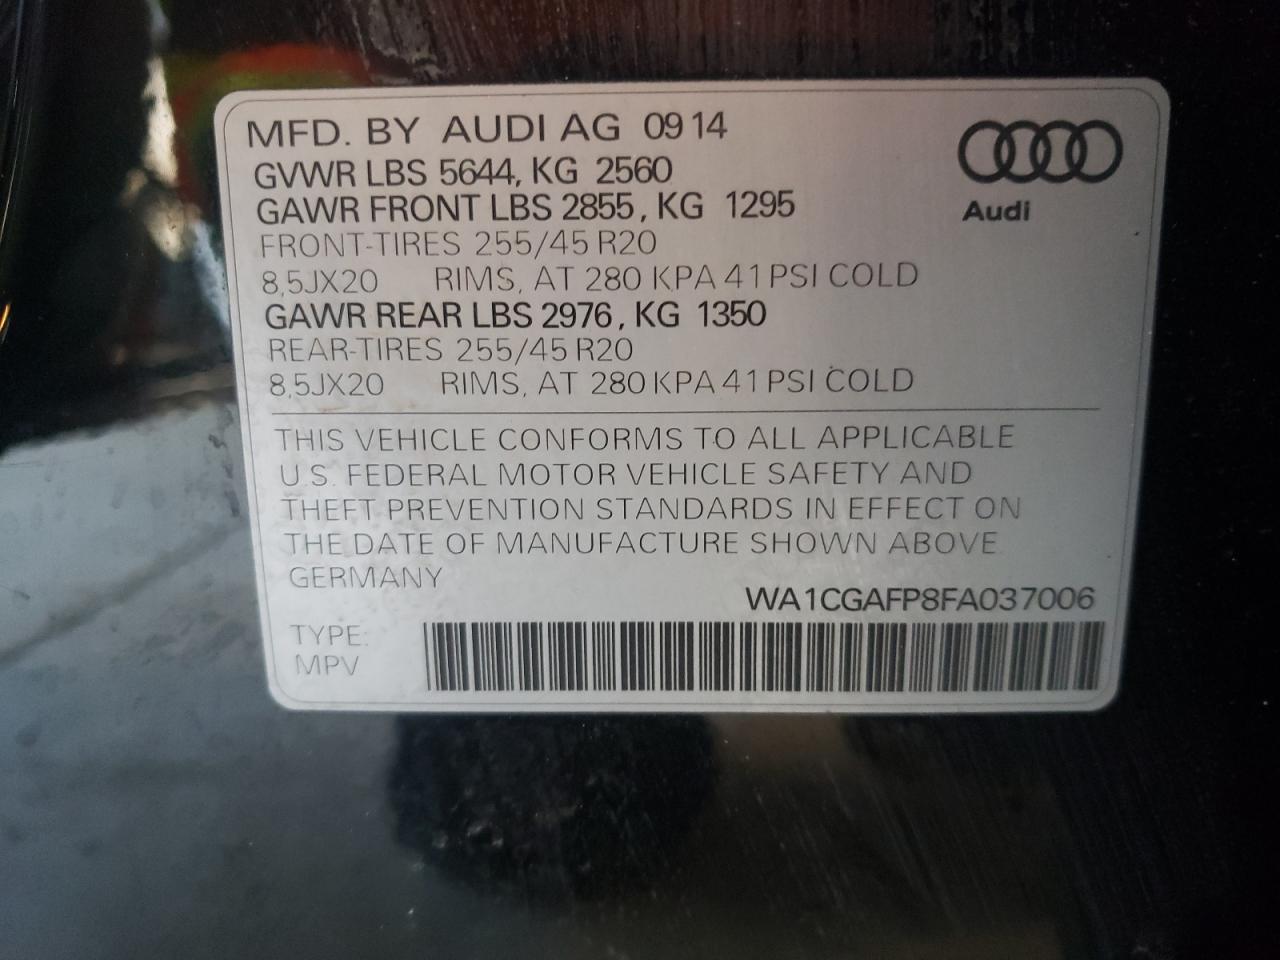 MFD. BY AUDI AG 09 14
GVWR LBS 5644, KG 2560
GAWR FRONT LBS 2855, KG 1295
FRONT-TIRES 255/45 R20
8,5JX20 RIMS, AT 280 KPA 41 PSI COLD
GAWR REAR LBS 2976, KG 1350
REAR-TIRES 255/45 R20
8,5JX20 RIMS, AT 280 KPA 41 PSI COLD
Audi
THIS VEHICLE CONFORMS TO ALL APPLICABLE
U.S. FEDERAL MOTOR VEHICLE SAFETY AND
THEFT PREVENTION STANDARDS IN EFFECT ON
THE DATE OF MANUFACTURE SHOWN ABOVE.
GERMANY
WA1CGAFP8FA037006
TYPE:
MPV